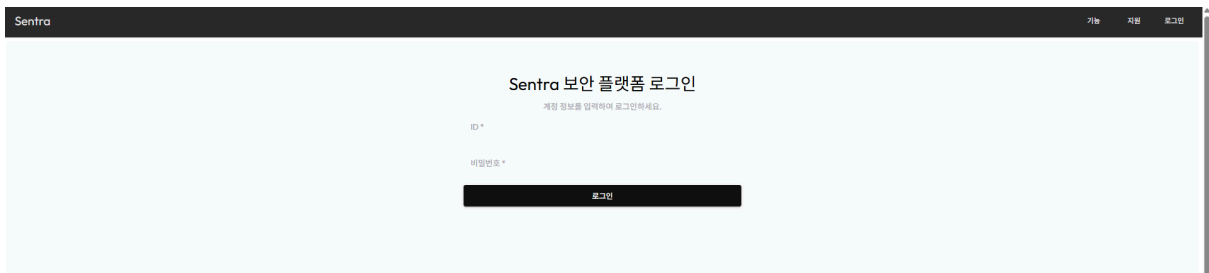 Sentra 기능 지원 로그인
Sentra 보안 플랫폼 로그인
계정 정보를 입력하여 로그인하세요.
ID *
비밀번호 *
로그인